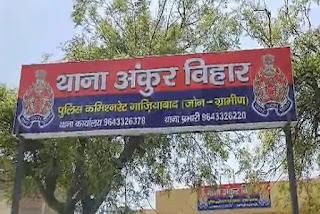 थाना अंकुर विहार
पुलिस कमिश्नरेट गाजियाबाद (जोन - ग्रामीण)
थाना कार्यालय 9643326378 थाना प्रभारी 9643326220